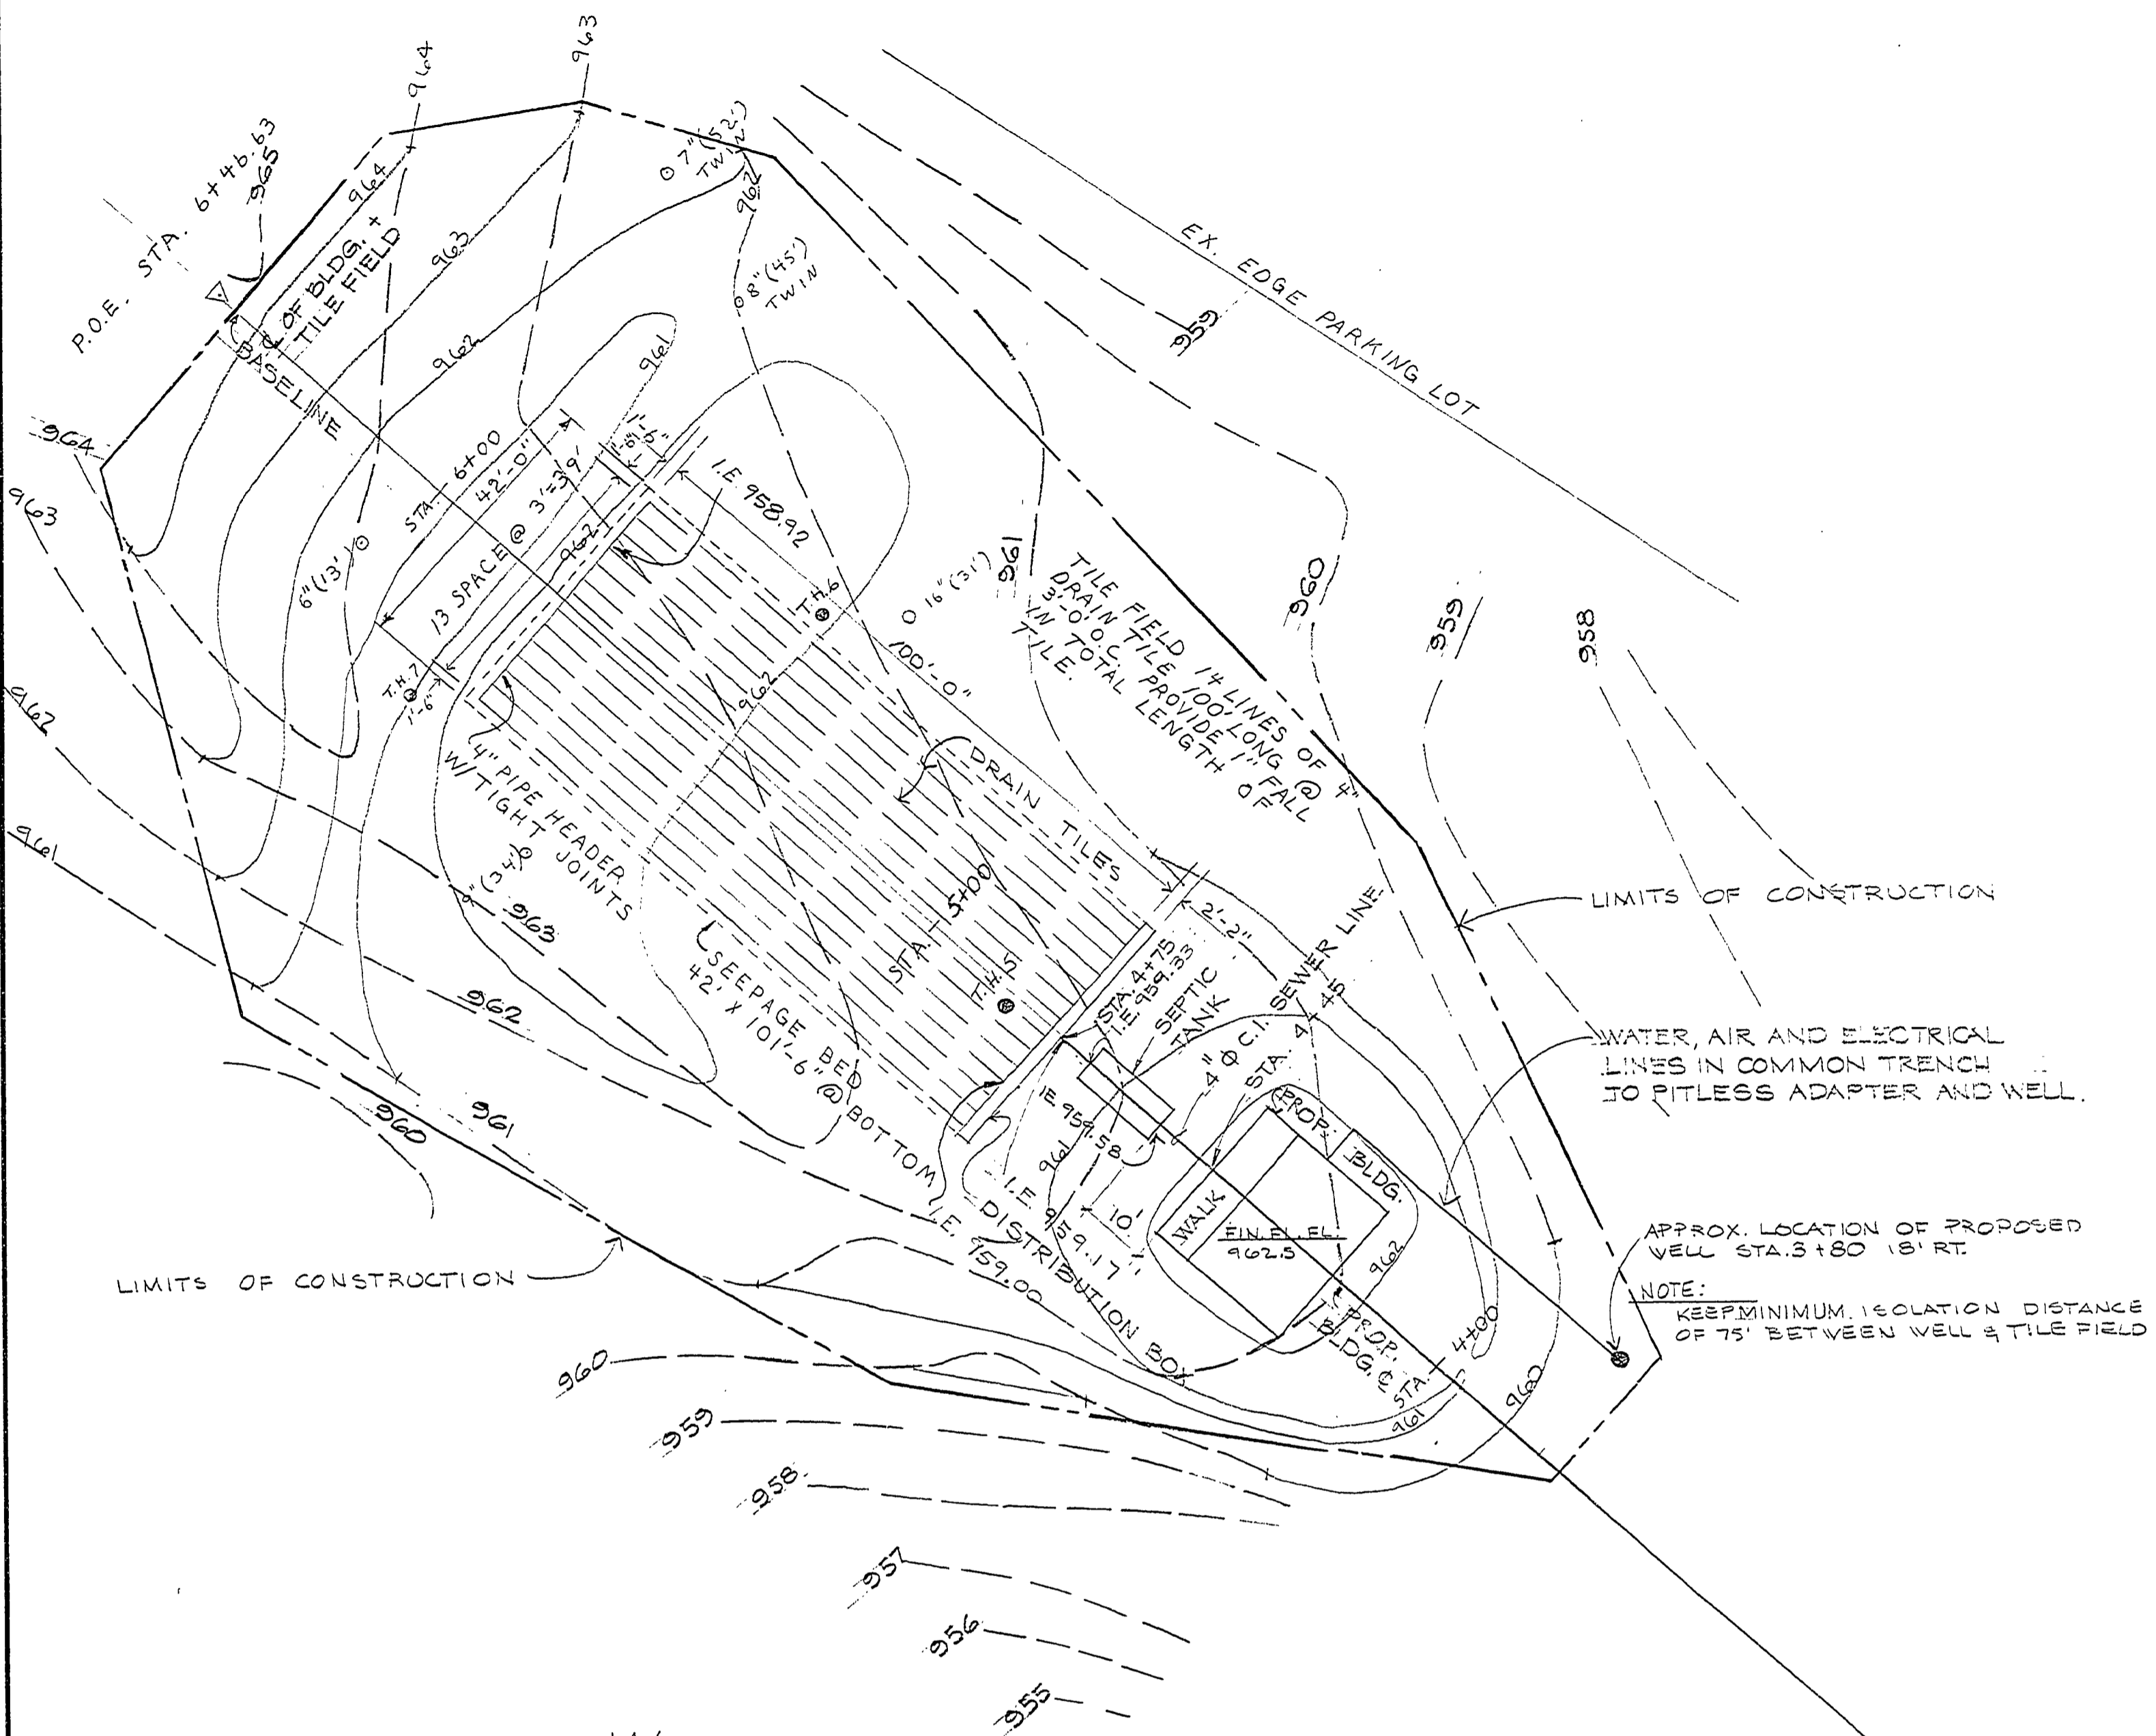 964
963
P.O.E. STA. 6+46.63
965
964
7" (52')
TWIN
962
963
℄ OF BLDG. +
TILE FIELD
8" (45')
TWIN
BASELINE
962
961
EX. EDGE PARKING LOT
959
964
963
STA. 6+00
42'-0"
1'-6"
1'-6"
I.E. 958.92
13 SPACE @ 3'=39'
962
6" (13')
T.H.6
16" (31')
961
100'-0"
TILE FIELD 14 LINES OF 4"
DRAIN TILE 100' LONG @
3'-0" O.C. PROVIDE 1" FALL
IN TOTAL LENGTH OF
TILE.
960
959
958
T.H.7
1'-6"
962
962
4" PIPE HEADER
W/TIGHT JOINTS
DRAIN TILES
961
963
STA. 5+00
T.H.5
2'-2"
LIMITS OF CONSTRUCTION
SEEPAGE BED
42' X 101'-6" @ BOTTOM
962
STA. 4+75
I.E. 959.33
SEPTIC
TANK
4" Φ C.I. SEWER LINE
STA. 4+45
WATER, AIR AND ELECTRICAL
LINES IN COMMON TRENCH
TO PITLESS ADAPTER AND WELL.
960
961
I.E. 959.58
961
PROP. BLDG.
I.E. 959.17
10'
WALK
FIN. FL. EL.
962.5
962
I.E. 959.00
DISTRIBUTION BOX
APPROX. LOCATION OF PROPOSED
WELL STA. 3+80 18' RT.
NOTE:
KEEP MINIMUM. ISOLATION DISTANCE
OF 75' BETWEEN WELL & TILE FIELD
LIMITS OF CONSTRUCTION
PROP.
BLDG. ℄
STA. 4+00
960
961
960
959
958
957
956
955